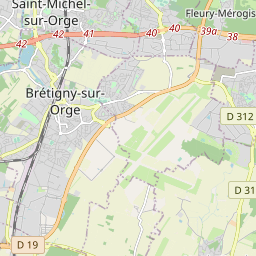 Saint-Michel-
sur-Orge
Fleury-Mérogis
42
41
40
40
39a
38
42
Brétigny-sur-
Orge
D 312
D 31
D 19